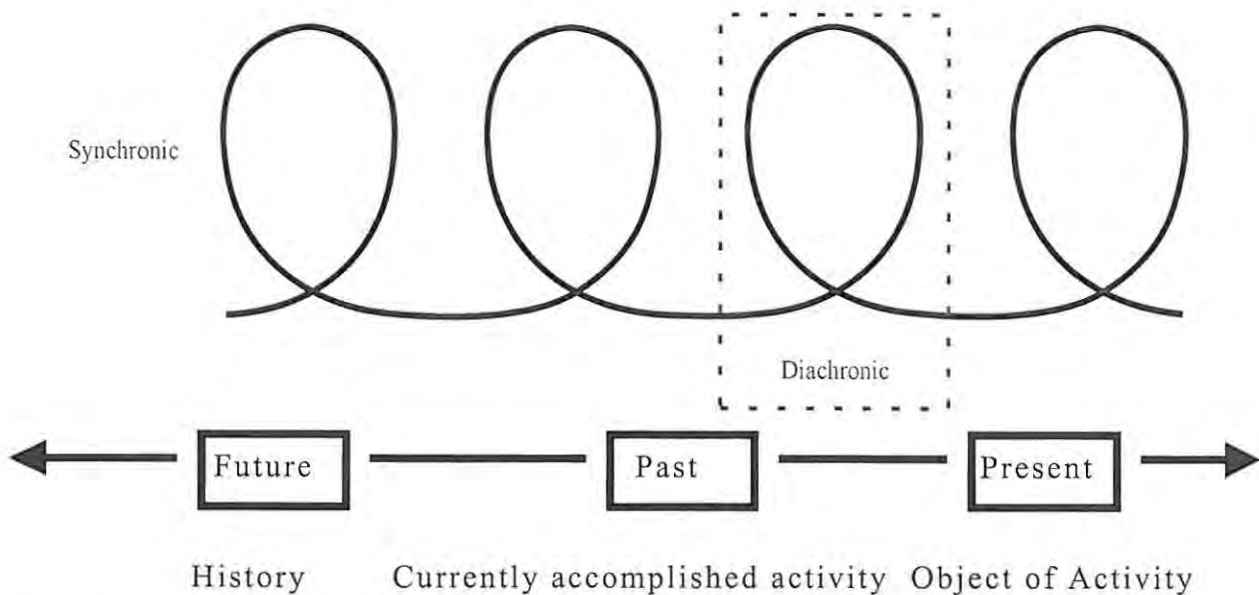 Synchronic
Diachronic
Future Past Present
History Currently accomplished activity Object of Activity